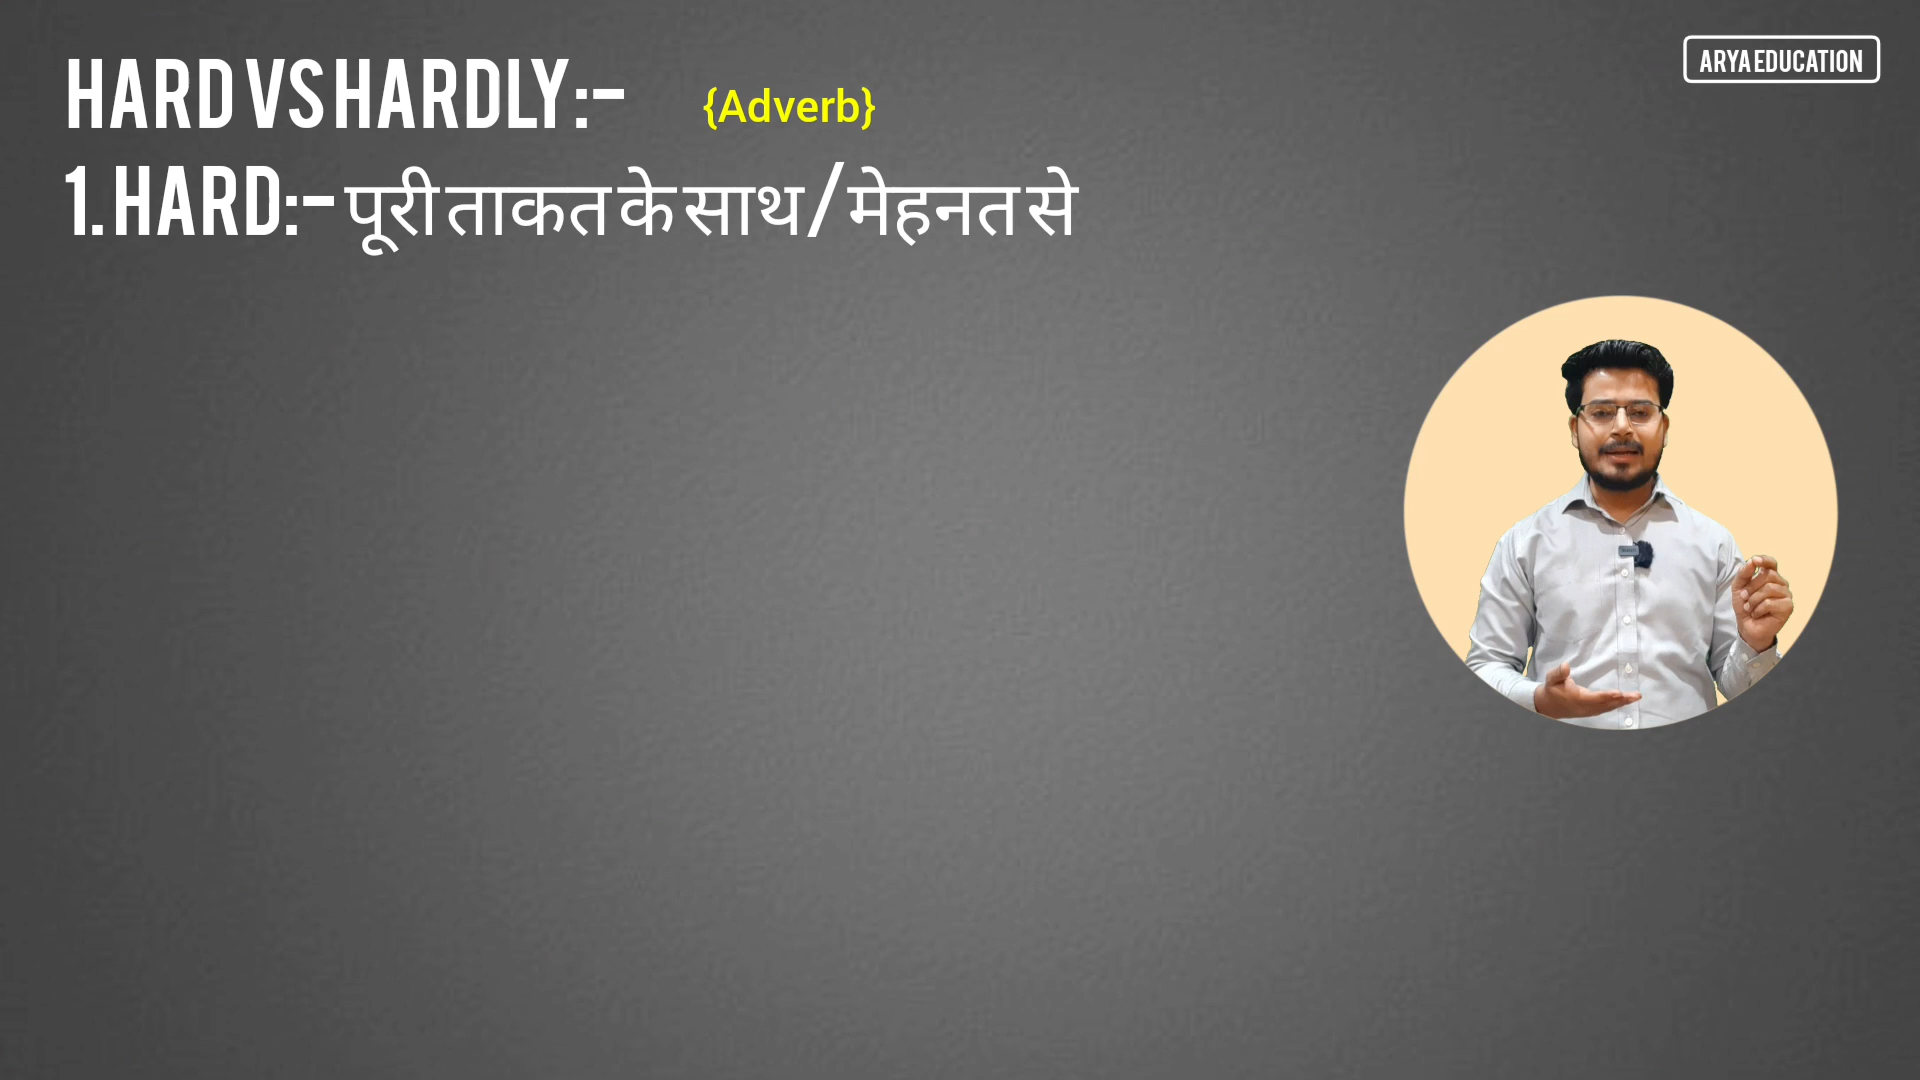 HARD VS HARDLY:- {Adverb}
ARYA EDUCATION
1. HARD:- पूरी ताकत के साथ/मेहनत से